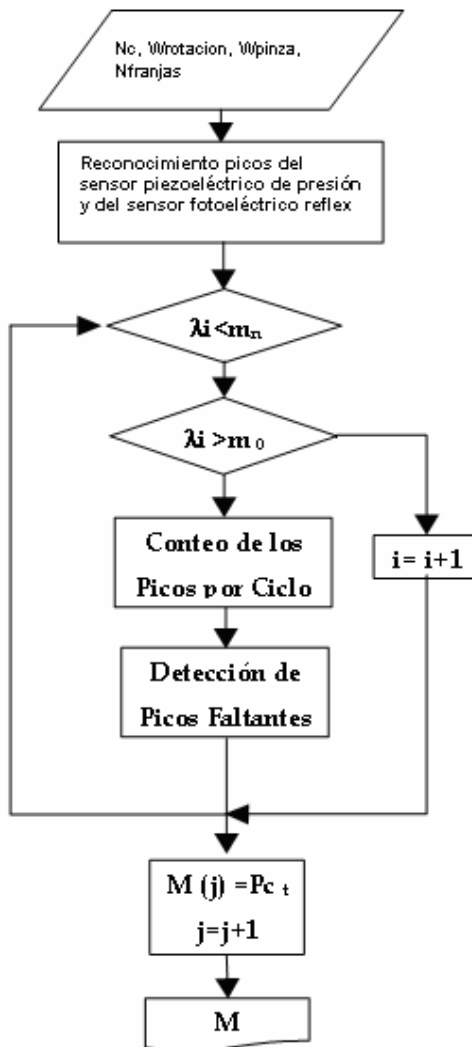 Nc, Wrotacion, Wpinza,
Nfranjas
Reconocimiento picos del
sensor piezoeléctrico de presión
y del sensor fotoeléctrico reflex
λi<mₙ
λi >m₀
Conteo de los
Picos por Ciclo
i= i+1
Detección de
Picos Faltantes
M (j) =Pc ₜ
j=j+1
M